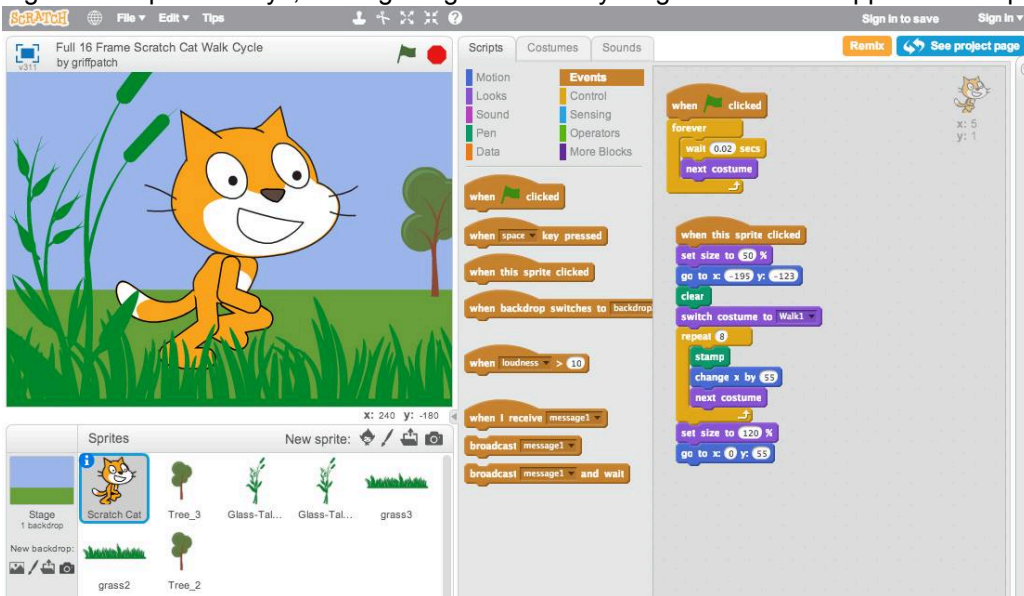 SCRATCH File Edit Tips Sign in to save Sign in
v311 Full 16 Frame Scratch Cat Walk Cycle
by griffpatch
Scripts Costumes Sounds
Remix See project page
Motion Events
Looks Control
Sound Sensing
Pen Operators
Data More Blocks
when clicked
when space key pressed
when this sprite clicked
when backdrop switches to backdrop
when loudness > 10
when I receive message1
broadcast message1
broadcast message1 and wait
when clicked
forever
wait 0.02 secs
next costume
x: 5
y: 1
when this sprite clicked
set size to 50 %
go to x: -195 y: -123
clear
switch costume to Walk1
repeat 8
stamp
change x by 55
next costume
set size to 120 %
go to x: 0 y: 55
X: 240 y: -180
Sprites New sprite:
Stage
1 backdrop
New backdrop:
Scratch Cat Tree_3 Glass-Tal... Glass-Tal... grass3
grass2 Tree_2